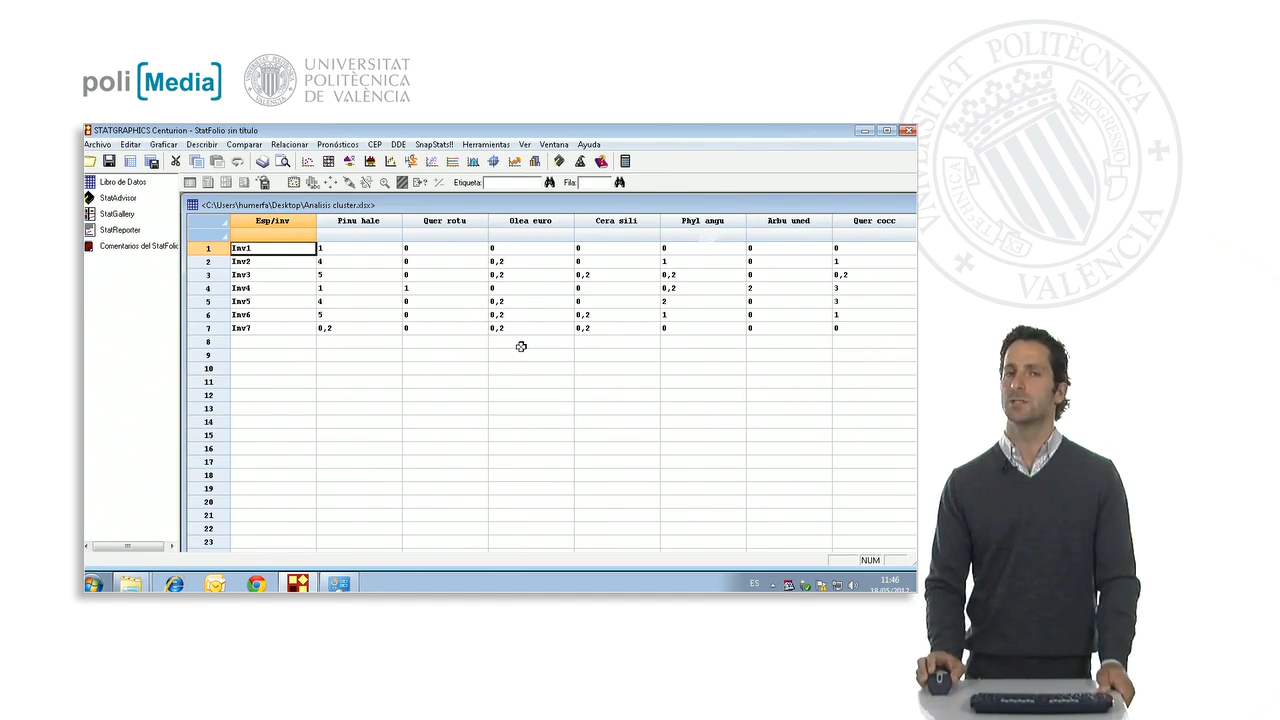 poli [Media]
UNIVERSITAT
POLITÈCNICA
DE VALÈNCIA
UNIVERSITAT POLITÈCNICA
DE VALÈNCIA
PROGRESSIO
STATGRAPHICS Centurion - StatFolio sin título
Archivo Editar Graficar Describir Comparar Relacionar Pronósticos CEP DDE SnapStats!! Herramientas Ver Ventana Ayuda
Etiqueta: Fila:
Libro de Datos
StatAdvisor
StatGallery
StatReporter
Comentarios del StatFolio
<C:\Users\humerfa\Desktop\Analisis cluster.xlsx>
Esp/inv Pinu hale Quer rotu Olea euro Cera sili Phyl angu Arbu uned Quer cocc
1 Inv1 1 0 0 0 0 0 0
2 Inv2 4 0 0,2 0 1 0 1
3 Inv3 5 0 0,2 0,2 0,2 0 0,2
4 Inv4 1 1 0 0 0,2 2 3
5 Inv5 4 0 0,2 0 2 0 3
6 Inv6 5 0 0,2 0,2 1 0 1
7 Inv7 0,2 0 0,2 0,2 0 0 0
8
9
10
11
12
13
14
15
16
17
18
19
20
21
22
23
NUM
ES 11:46
18/05/2012